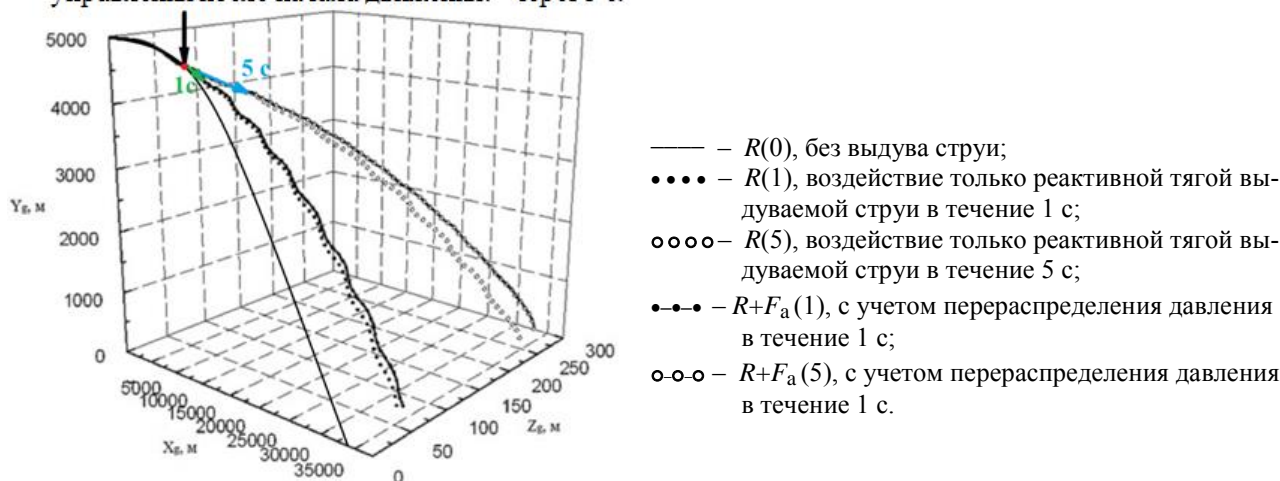 5000
4000
3000
2000
1000
0
Yg, м
1с
5 с
5000
10000
15000
20000
25000
30000
35000
Xg, м
0
50
100
150
200
250
300
Zg, м
—— – R(0), без выдува струи;
•••• – R(1), воздействие только реактивной тягой вы-
дуваемой струи в течение 1 с;
oooo – R(5), воздействие только реактивной тягой вы-
дуваемой струи в течение 5 с;
•–•–• – R+Fa (1), с учетом перераспределения давления
в течение 1 с;
o-o-o – R+Fa (5), с учетом перераспределения давления
в течение 1 с.